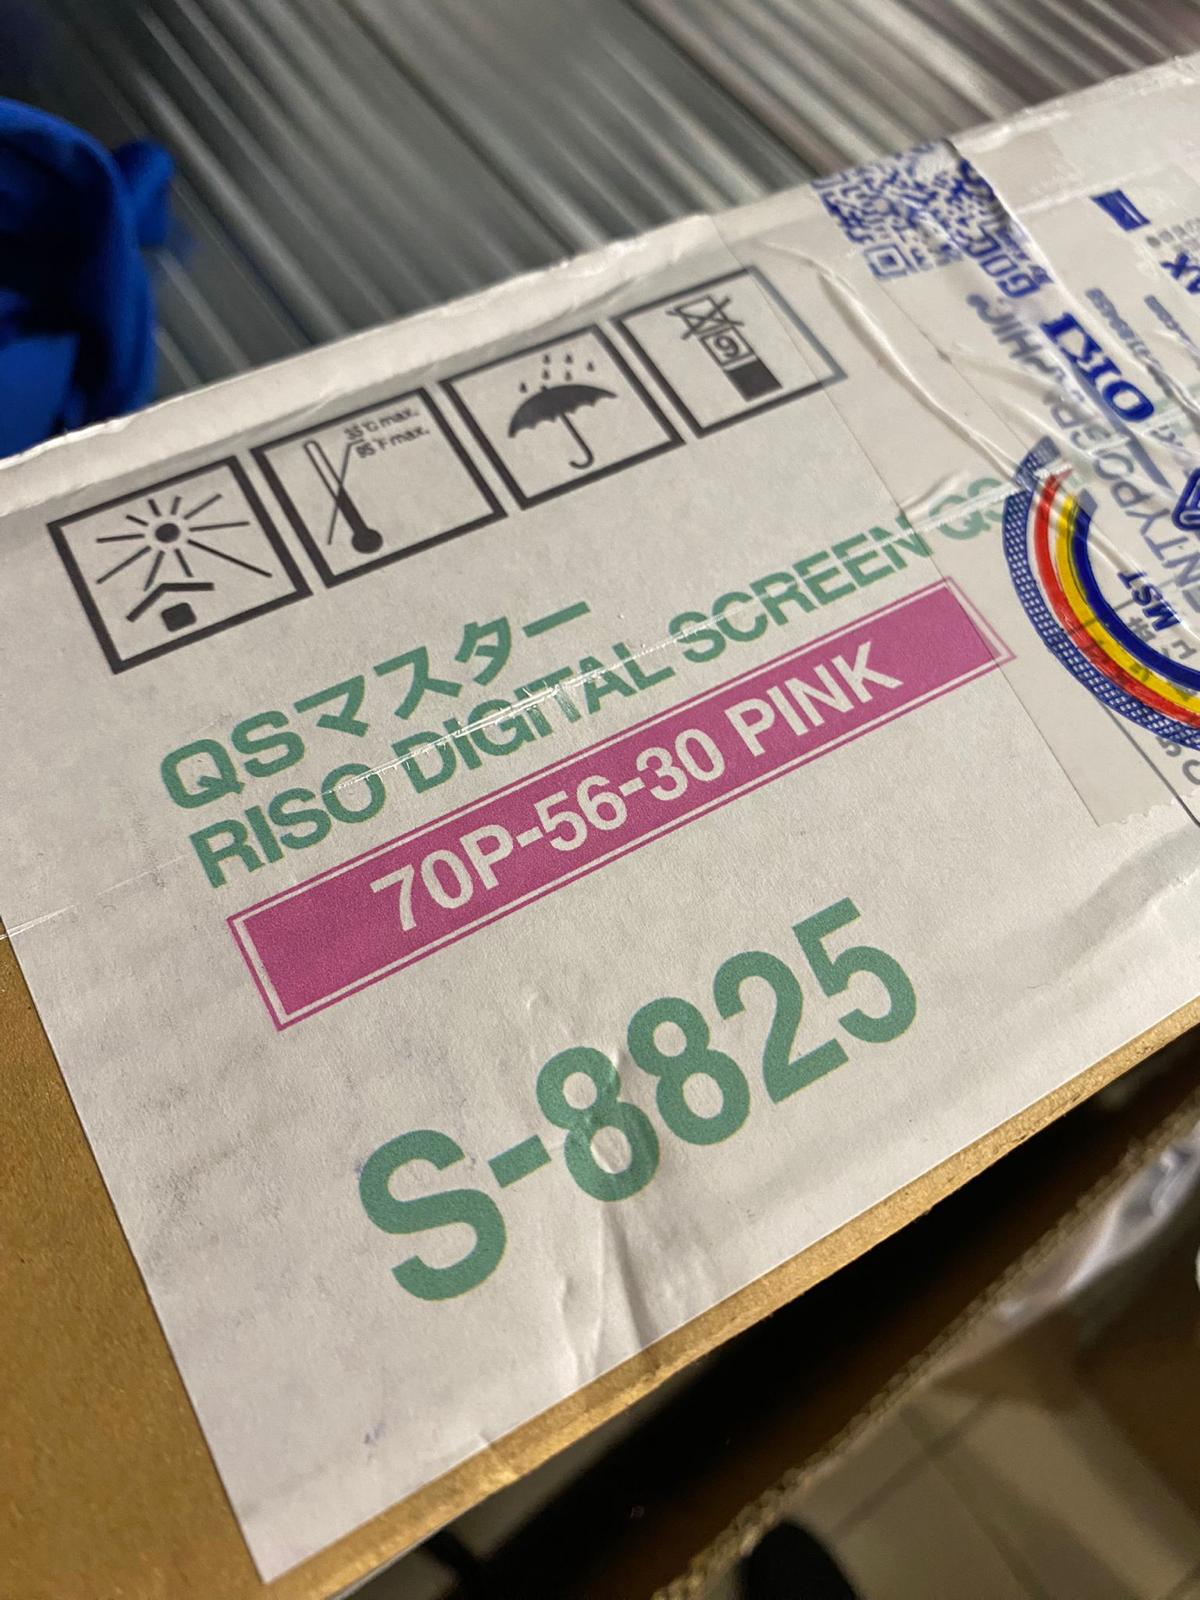 35°C max.
95°F max.
QSマスター
RISO DIGITAL SCREEN QS
70P-56-30 PINK
S-8825
MST